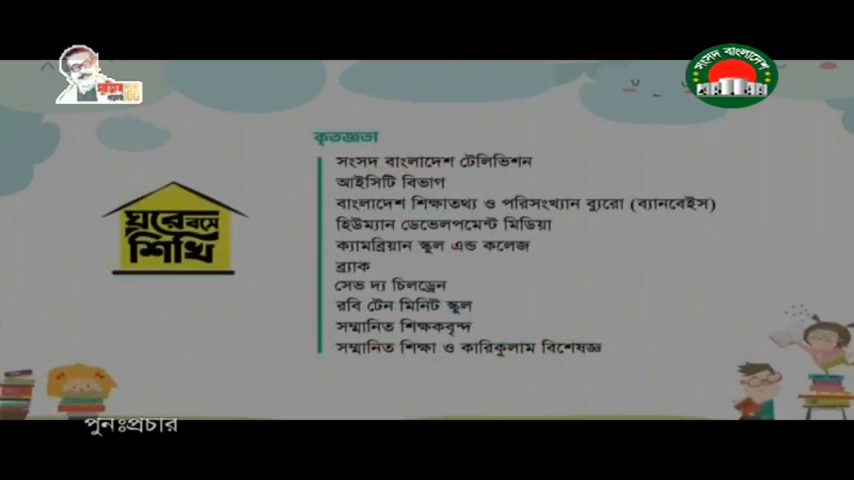 সংসদ বাংলাদেশ
কৃতজ্ঞতা
সংসদ বাংলাদেশ টেলিভিশন
আইসিটি বিভাগ
বাংলাদেশ শিক্ষাতথ্য ও পরিসংখ্যান ব্যুরো (ব্যানবেইস)
হিউম্যান ডেভেলপমেন্ট মিডিয়া
ক্যামব্রিয়ান স্কুল এন্ড কলেজ
ব্র্যাক
সেভ দ্য চিলড্রেন
রবি টেন মিনিট স্কুল
সম্মানিত শিক্ষকবৃন্দ
সম্মানিত শিক্ষা ও কারিকুলাম বিশেষজ্ঞ
ঘরে বসে
শিখি
পুনঃপ্রচার